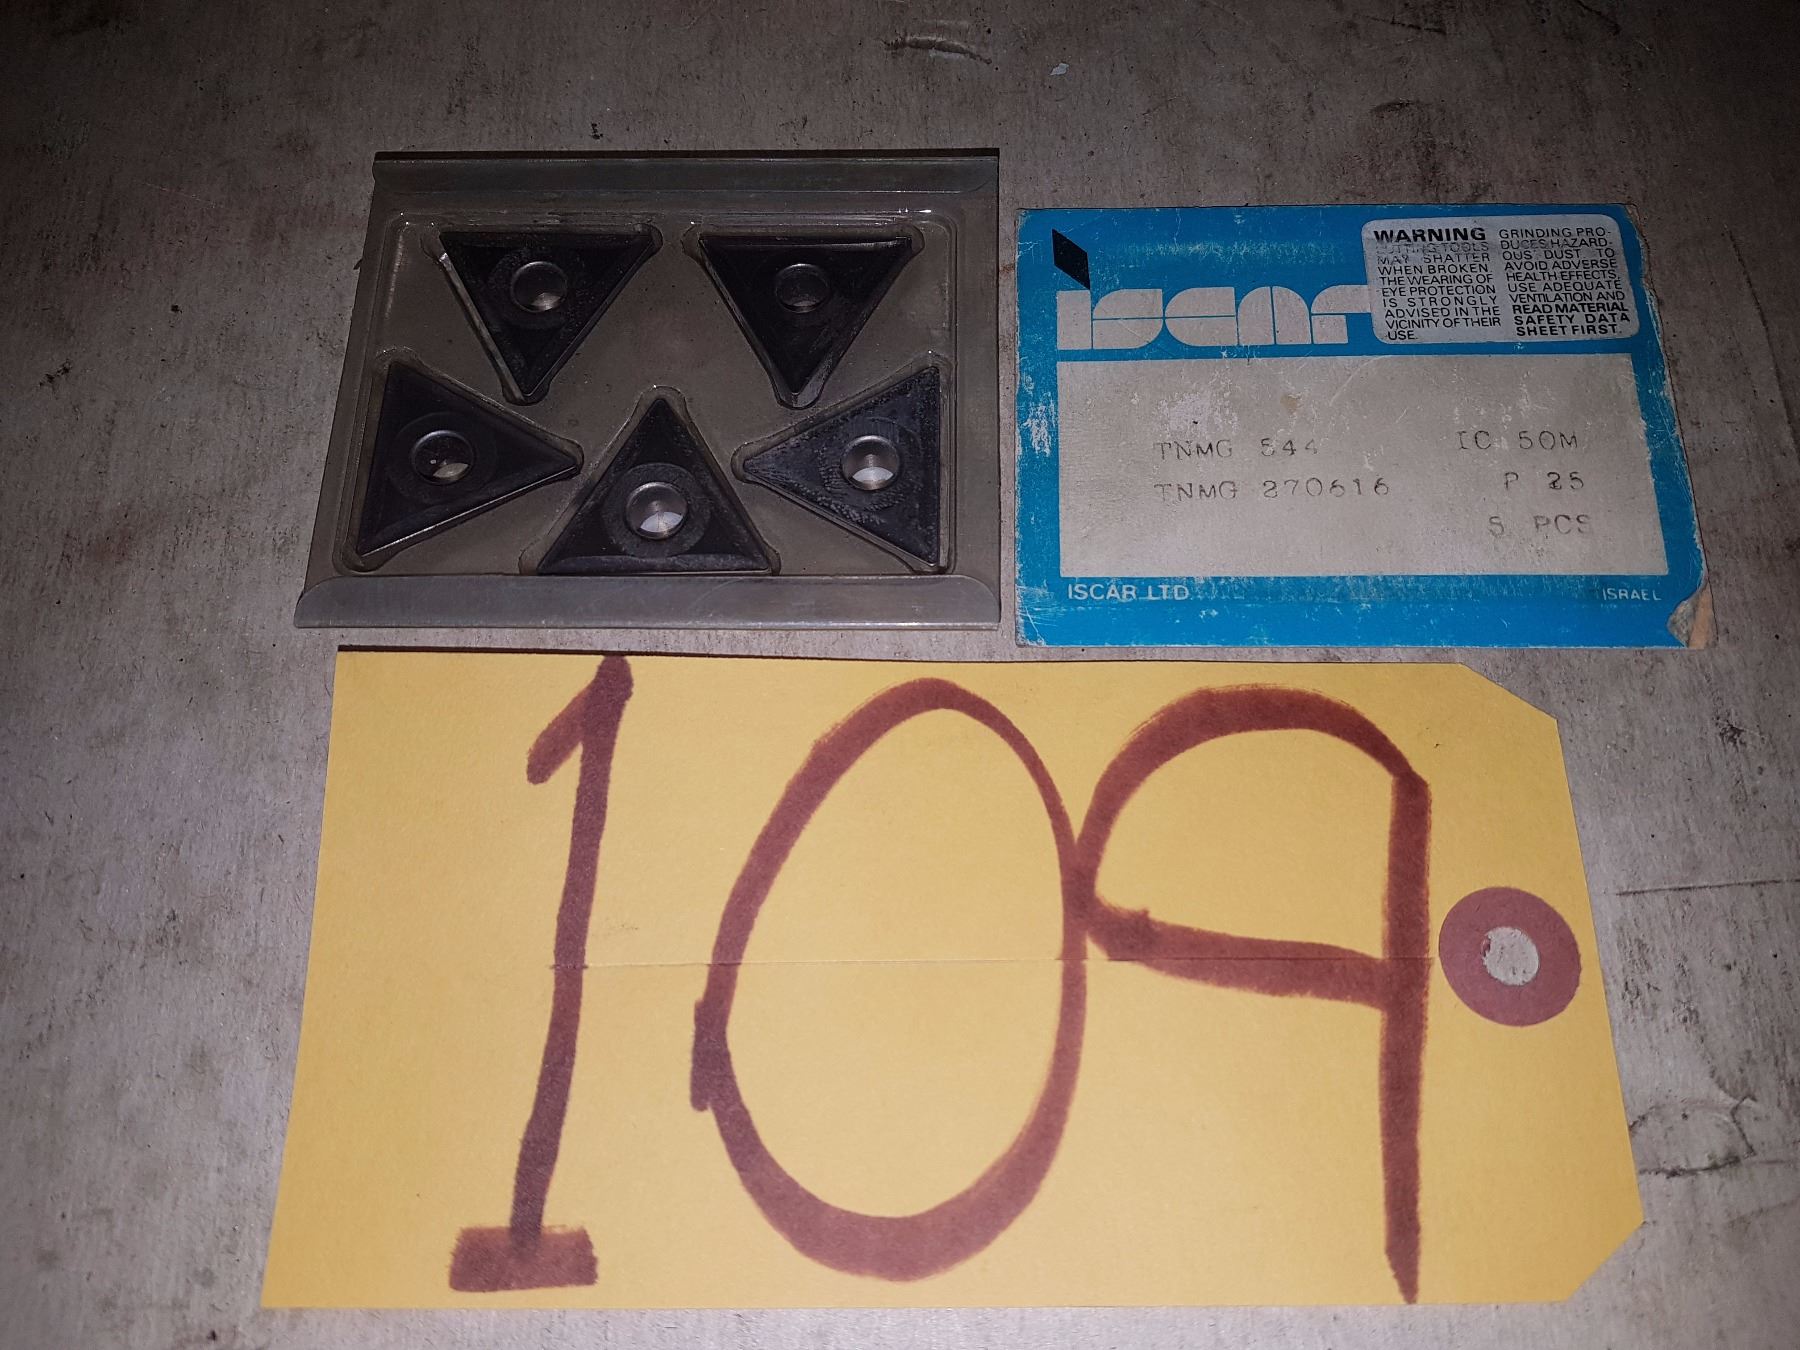 iscar
WARNING
CUTTING TOOLS
MAY SHATTER
WHEN BROKEN.
THE WEARING OF
EYE PROTECTION
IS STRONGLY
ADVISED IN THE
VICINITY OF THEIR
USE.
GRINDING PRO-
DUCES HAZARD-
OUS DUST TO
AVOID ADVERSE
HEALTH EFFECTS,
USE ADEQUATE
VENTILATION AND
READ MATERIAL
SAFETY DATA
SHEET FIRST.
TNMG 544 IC 50M
TNMG 270616 P 25
5 PCS
ISCAR LTD ISRAEL
109